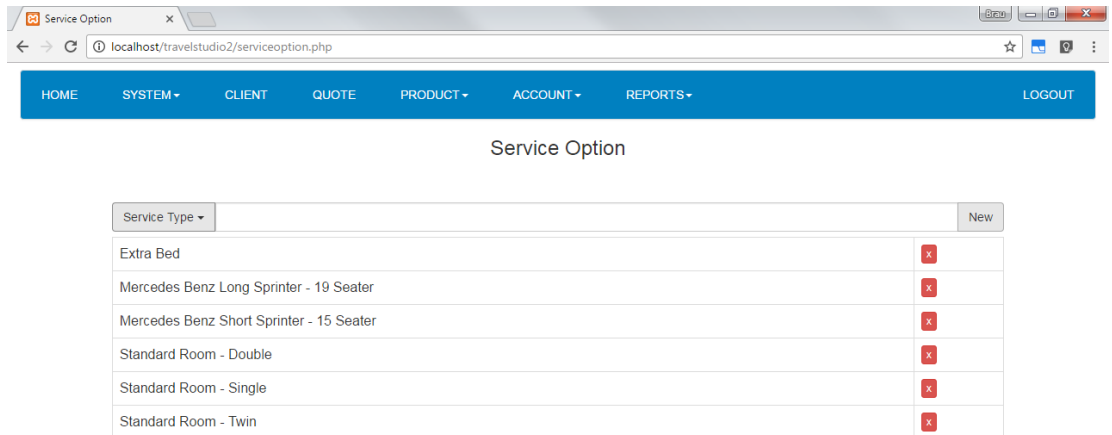 Service Option
Brau
localhost/travelstudio2/serviceoption.php
HOME SYSTEM CLIENT QUOTE PRODUCT ACCOUNT REPORTS LOGOUT
Service Option
Service Type New
Extra Bed x
Mercedes Benz Long Sprinter - 19 Seater x
Mercedes Benz Short Sprinter - 15 Seater x
Standard Room - Double x
Standard Room - Single x
Standard Room - Twin x